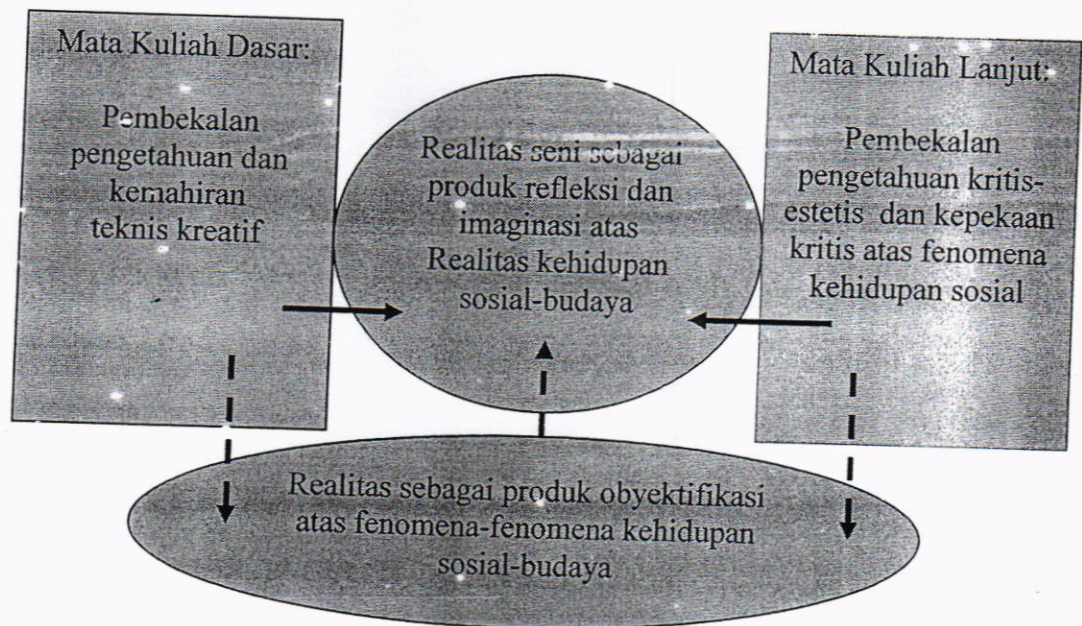 Mata Kuliah Dasar:
Pembekalan
pengetahuan dan
kemahiran
teknis kreatif
Realitas seni sebagai
produk refleksi dan
imaginasi atas
Realitas kehidupan
sosial-budaya
Mata Kuliah Lanjut:
Pembekalan
pengetahuan kritis-
estetis dan kepekaan
kritis atas fenomena
kehidupan sosial
Realitas sebagai produk obyektifikasi
atas fenomena-fenomena kehidupan
sosial-budaya